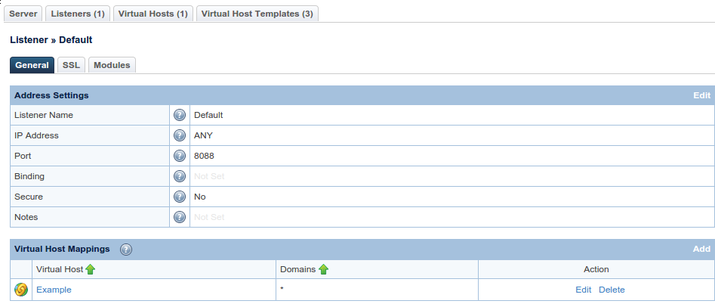 Server Listeners (1) Virtual Hosts (1) Virtual Host Templates (3)
Listener » Default
General SSL Modules
Address Settings Edit
Listener Name ? Default
IP Address ? ANY
Port ? 8088
Binding ? Not Set
Secure ? No
Notes ? Not Set
Virtual Host Mappings ? Add
Virtual Host Domains Action
Example * Edit Delete